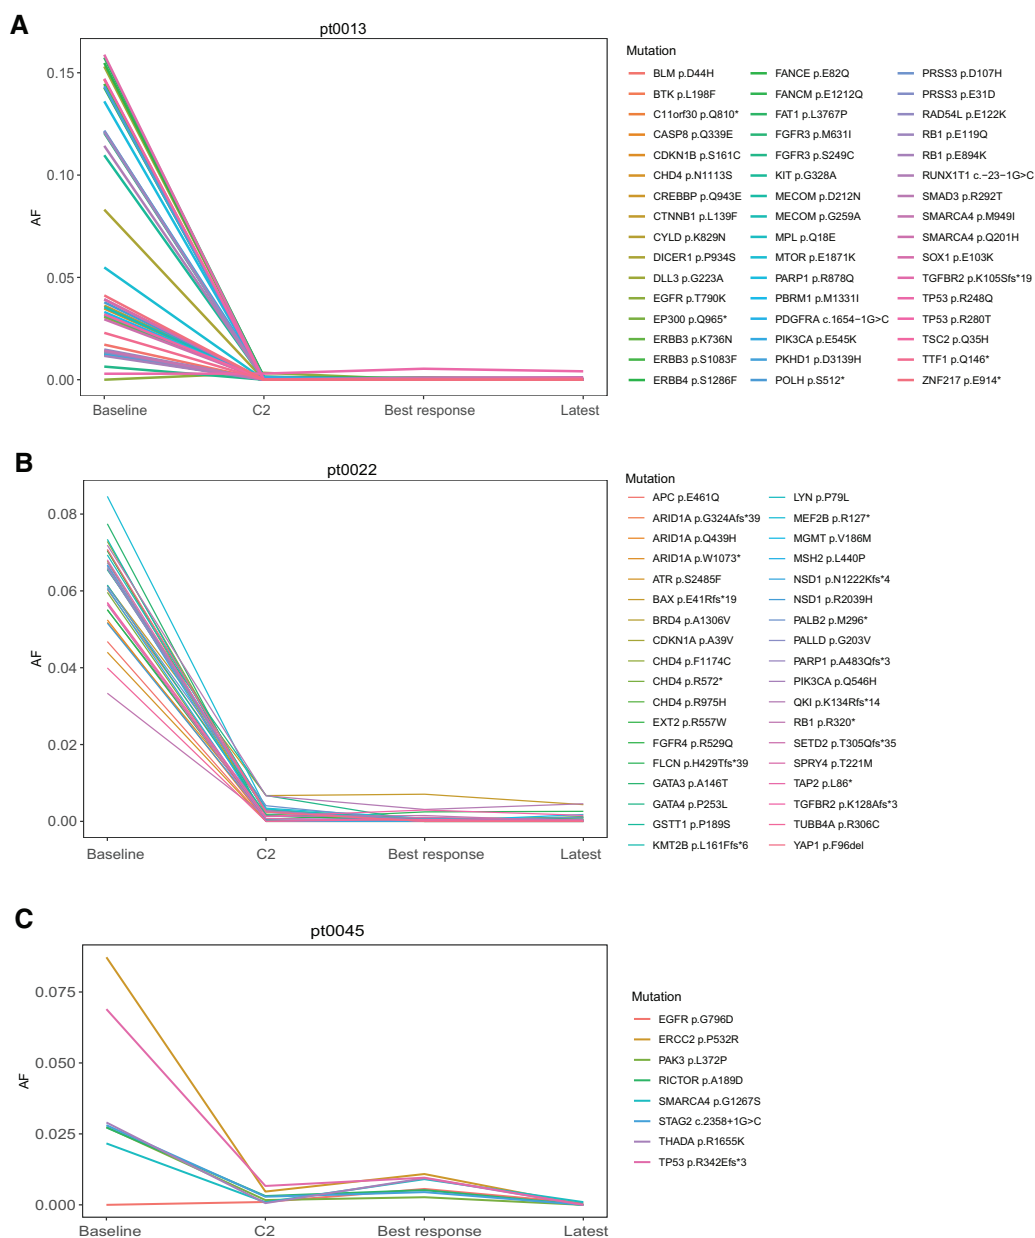 A
pt0013
AF
0.15
0.10
0.05
0.00
Baseline C2 Best response Latest
Mutation
BLM p.D44H
BTK p.L198F
C11orf30 p.Q810*
CASP8 p.Q339E
CDKN1B p.S161C
CHD4 p.N1113S
CREBBP p.Q943E
CTNNB1 p.L139F
CYLD p.K829N
DICER1 p.P934S
DLL3 p.G223A
EGFR p.T790K
EP300 p.Q965*
ERBB3 p.K736N
ERBB3 p.S1083F
ERBB4 p.S1286F
FANCE p.E82Q
FANCM p.E1212Q
FAT1 p.L3767P
FGFR3 p.M631I
FGFR3 p.S249C
KIT p.G328A
MECOM p.D212N
MECOM p.G259A
MPL p.Q18E
MTOR p.E1871K
PARP1 p.R878Q
PBRM1 p.M1331I
PDGFRA c.1654−1G>C
PIK3CA p.E545K
PKHD1 p.D3139H
POLH p.S512*
PRSS3 p.D107H
PRSS3 p.E31D
RAD54L p.E122K
RB1 p.E119Q
RB1 p.E894K
RUNX1T1 c.−23−1G>C
SMAD3 p.R292T
SMARCA4 p.M949I
SMARCA4 p.Q201H
SOX1 p.E103K
TGFBR2 p.K105Sfs*19
TP53 p.R248Q
TP53 p.R280T
TSC2 p.Q35H
TTF1 p.Q146*
ZNF217 p.E914*
B
pt0022
AF
0.08
0.06
0.04
0.02
0.00
Baseline C2 Best response Latest
Mutation
APC p.E461Q
ARID1A p.G324Afs*39
ARID1A p.Q439H
ARID1A p.W1073*
ATR p.S2485F
BAX p.E41Rfs*19
BRD4 p.A1306V
CDKN1A p.A39V
CHD4 p.F1174C
CHD4 p.R572*
CHD4 p.R975H
EXT2 p.R557W
FGFR4 p.R529Q
FLCN p.H429Tfs*39
GATA3 p.A146T
GATA4 p.P253L
GSTT1 p.P189S
KMT2B p.L161Ffs*6
LYN p.P79L
MEF2B p.R127*
MGMT p.V186M
MSH2 p.L440P
NSD1 p.N1222Kfs*4
NSD1 p.R2039H
PALB2 p.M296*
PALLD p.G203V
PARP1 p.A483Qfs*3
PIK3CA p.Q546H
QKI p.K134Rfs*14
RB1 p.R320*
SETD2 p.T305Qfs*35
SPRY4 p.T221M
TAP2 p.L86*
TGFBR2 p.K128Afs*3
TUBB4A p.R306C
YAP1 p.F96del
C
pt0045
AF
0.075
0.050
0.025
0.000
Baseline C2 Best response Latest
Mutation
EGFR p.G796D
ERCC2 p.P532R
PAK3 p.L372P
RICTOR p.A189D
SMARCA4 p.G1267S
STAG2 c.2358+1G>C
THADA p.R1655K
TP53 p.R342Efs*3